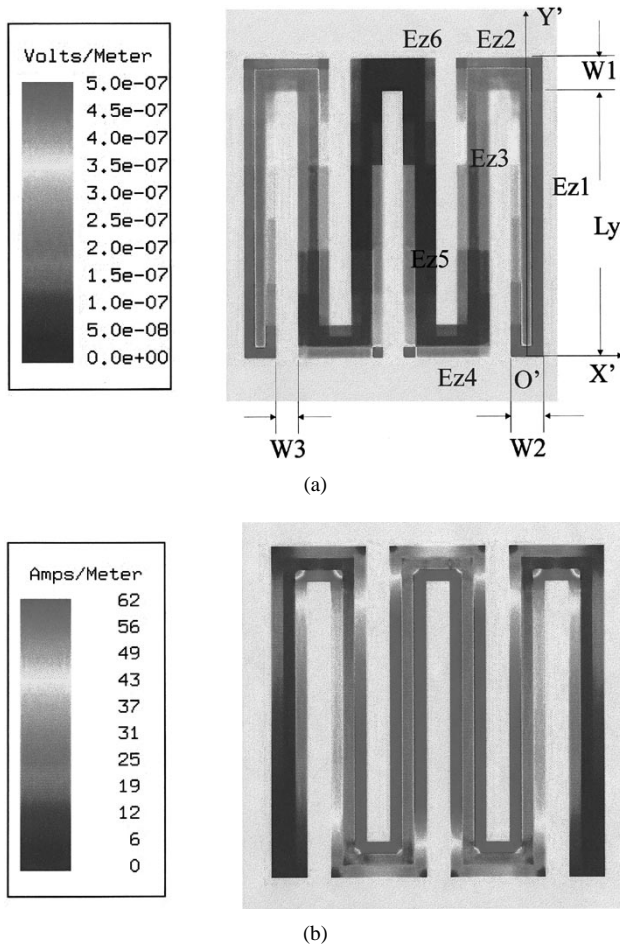 Volts/Meter
5.0e-07
4.5e-07
4.0e-07
3.5e-07
3.0e-07
2.5e-07
2.0e-07
1.5e-07
1.0e-07
5.0e-08
0.0e+00
Y’
Ez6 Ez2
W1
Ez3
Ez1
Ly
Ez5
Ez4 O’ X’
W3 W2
(a)
Amps/Meter
62
56
49
43
37
31
25
19
12
6
0
(b)